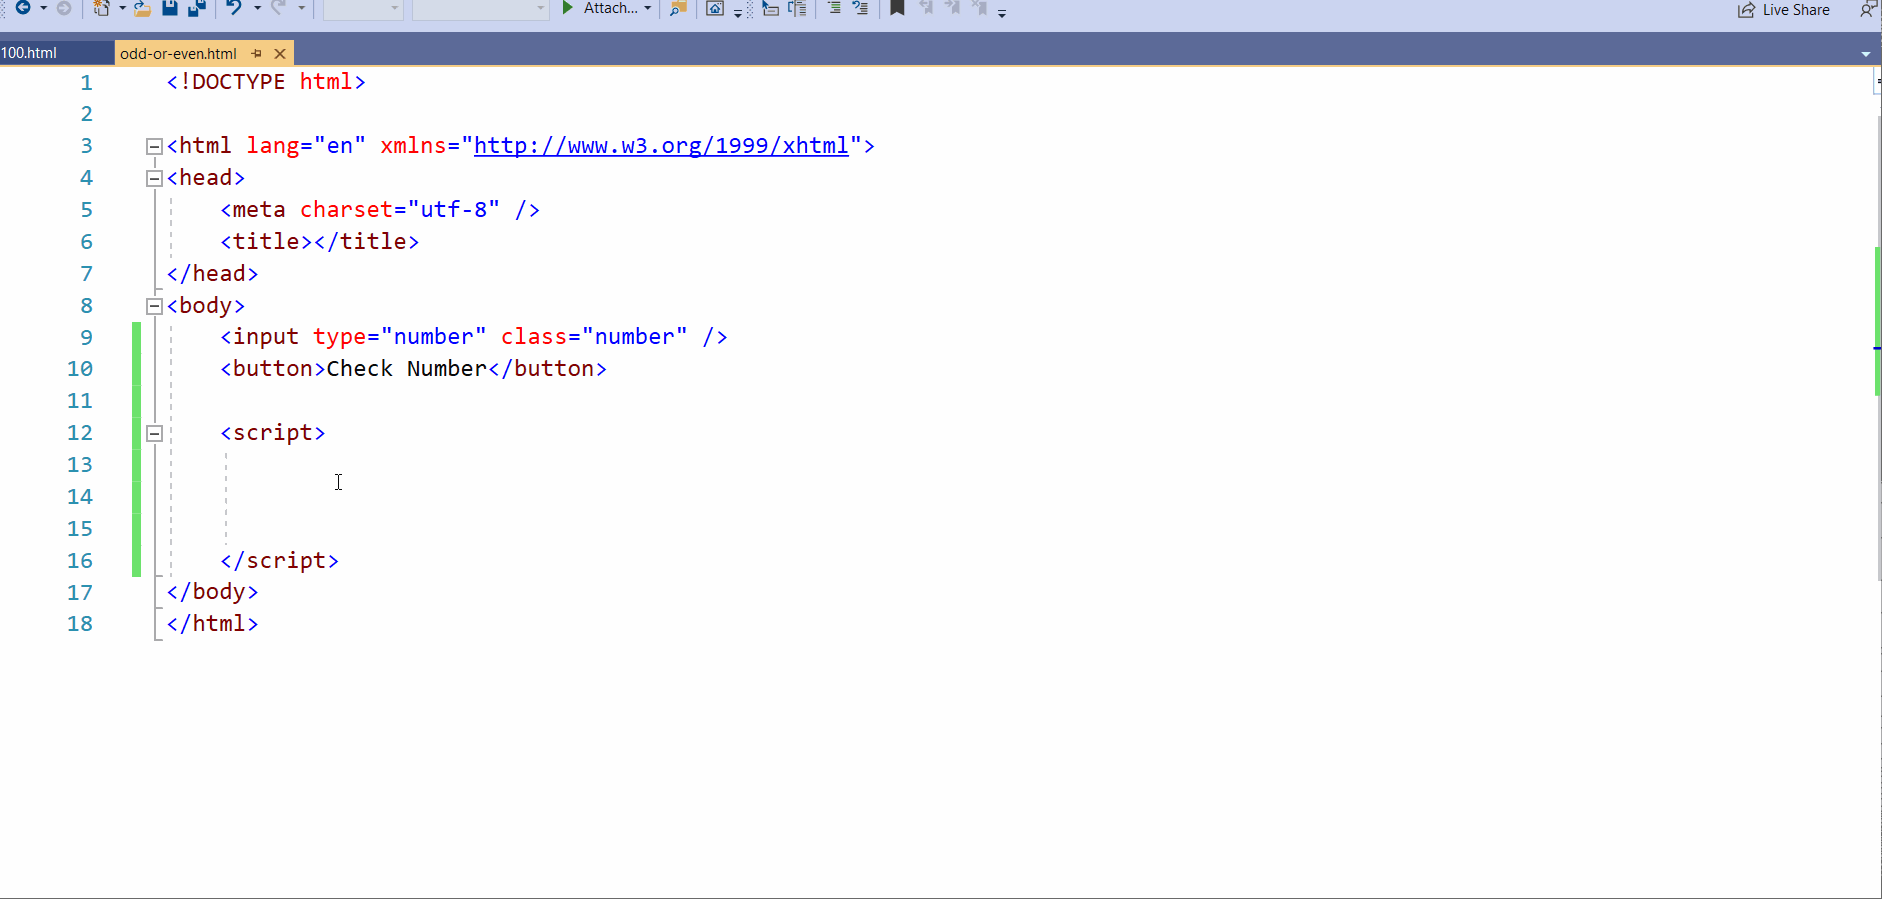 Attach...
Live Share
100.html
odd-or-even.html
1 <!DOCTYPE html>
2
3 <html lang="en" xmlns="http://www.w3.org/1999/xhtml">
4 <head>
5 <meta charset="utf-8" />
6 <title></title>
7 </head>
8 <body>
9 <input type="number" class="number" />
10 <button>Check Number</button>
11
12 <script>
13
14
15
16 </script>
17 </body>
18 </html>